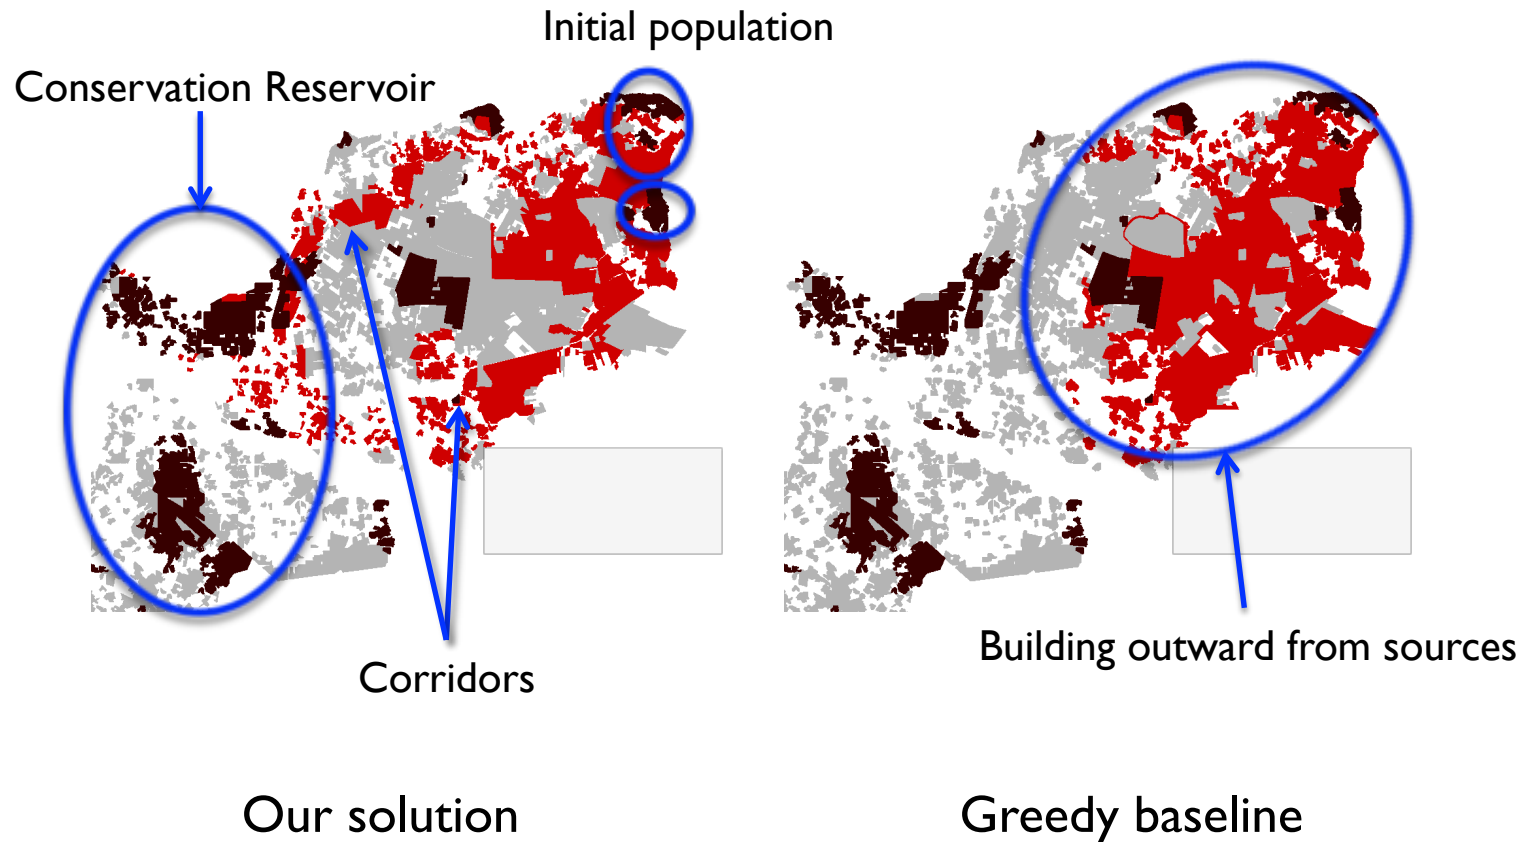 Initial population
Conservation Reservoir
Building outward from sources
Corridors
Our solution
Greedy baseline